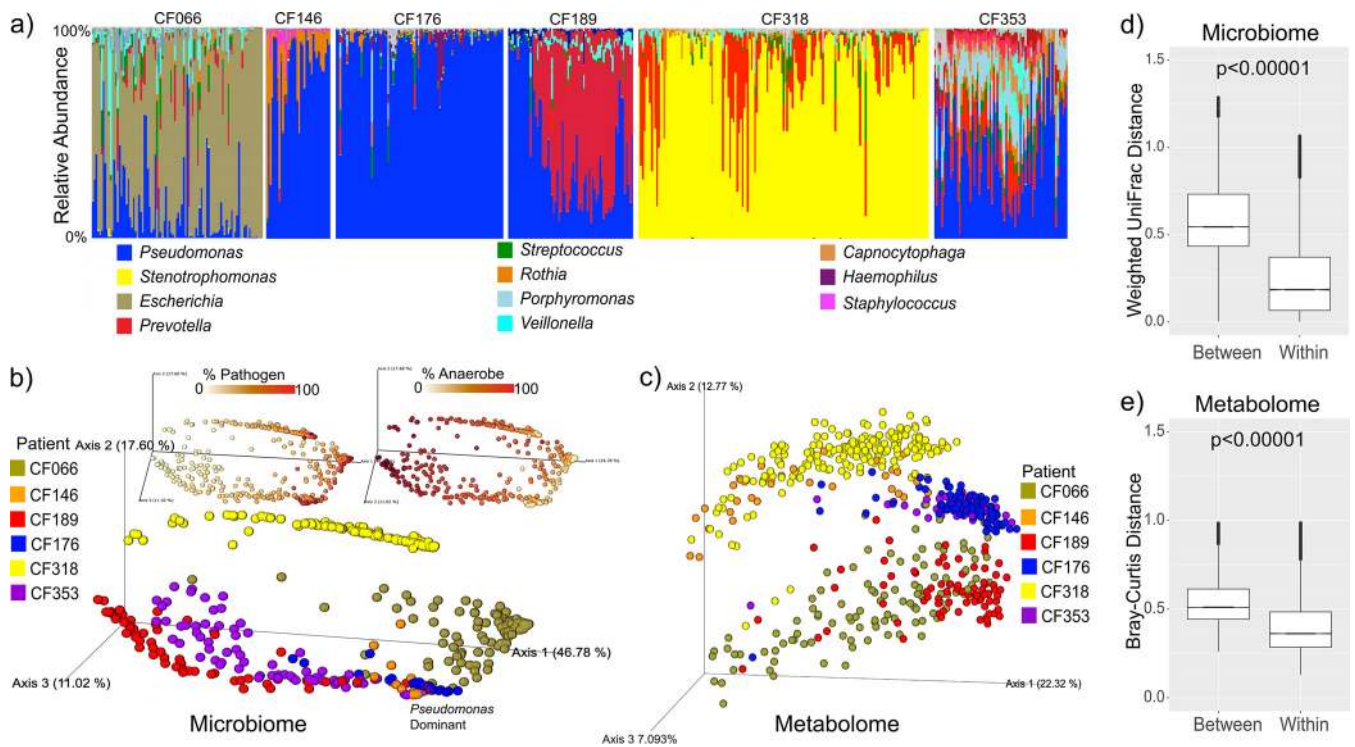 a)
CF066 CF146 CF176 CF189 CF318 CF353
100%
Relative Abundance
0%
Pseudomonas
Stenotrophomonas
Escherichia
Prevotella
Streptococcus
Rothia
Porphyromonas
Veillonella
Capnocytophaga
Haemophilus
Staphylococcus
b)
% Pathogen
0 100
% Anaerobe
0 100
Patient
CF066
CF146
CF189
CF176
CF318
CF353
Axis 2 (17.60 %)
Axis 1 (46.78 %)
Axis 3 (11.02 %)
Pseudomonas
Dominant
Microbiome
c)
Axis 2 (12.77 %)
Patient
CF066
CF146
CF189
CF176
CF318
CF353
Axis 1 (22.32 %)
Axis 3 7.093%
Metabolome
d)
Microbiome
p<0.00001
Weighted UniFrac Distance
1.5
1.0
0.5
0.0
Between Within
e)
Metabolome
p<0.00001
Bray-Curtis Distance
1.5
1.0
0.5
0.0
Between Within